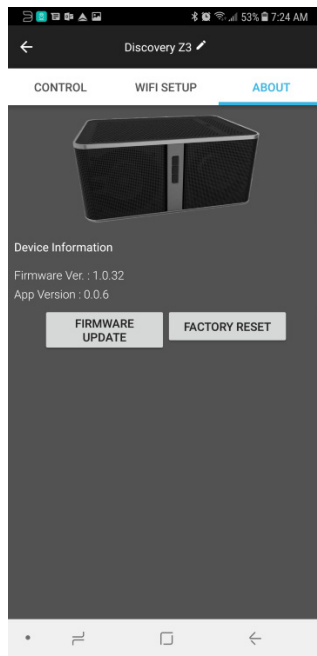 53% 7:24 AM
Discovery Z3
CONTROL WIFI SETUP ABOUT
Device Information
Firmware Ver. : 1.0.32
App Version : 0.0.6
FIRMWARE
UPDATE
FACTORY RESET